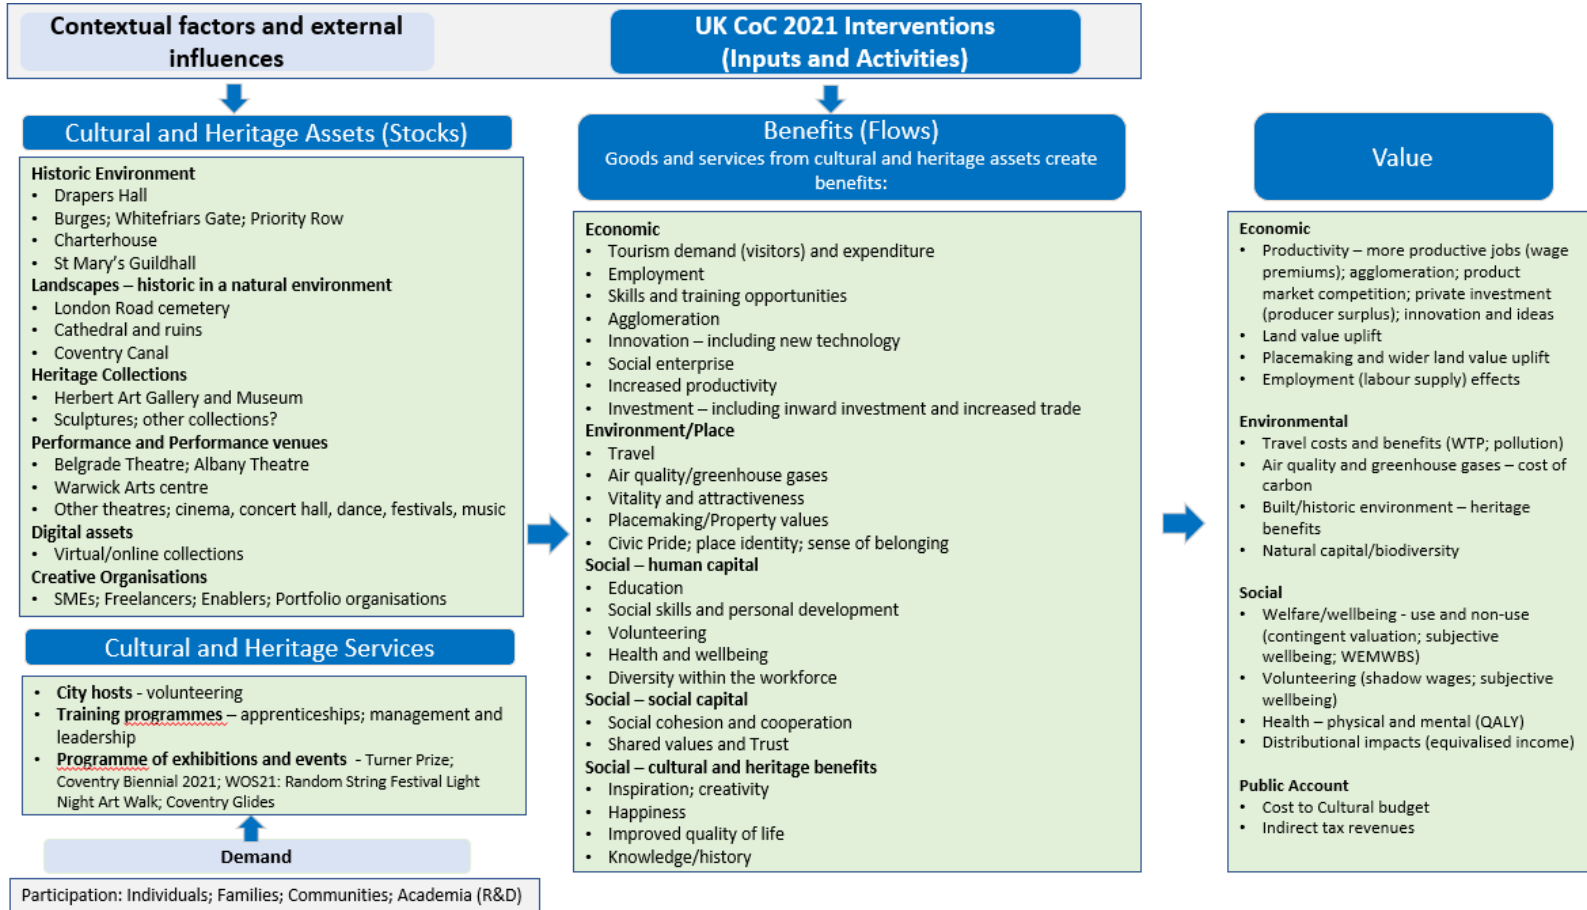 Contextual factors and external
influences
UK CoC 2021 Interventions
(Inputs and Activities)
Cultural and Heritage Assets (Stocks)
Historic Environment
• Drapers Hall
• Burges; Whitefriars Gate; Priority Row
• Charterhouse
• St Mary's Guildhall
Landscapes – historic in a natural environment
• London Road cemetery
• Cathedral and ruins
• Coventry Canal
Heritage Collections
• Herbert Art Gallery and Museum
• Sculptures; other collections?
Performance and Performance venues
• Belgrade Theatre; Albany Theatre
• Warwick Arts centre
• Other theatres; cinema, concert hall, dance, festivals, music
Digital assets
• Virtual/online collections
Creative Organisations
• SMEs; Freelancers; Enablers; Portfolio organisations
Cultural and Heritage Services
• City hosts - volunteering
• Training programmes – apprenticeships; management and
leadership
• Programme of exhibitions and events - Turner Prize;
Coventry Biennial 2021; WOS21: Random String Festival Light
Night Art Walk; Coventry Glides
Demand
Participation: Individuals; Families; Communities; Academia (R&D)
Benefits (Flows)
Goods and services from cultural and heritage assets create
benefits:
Economic
• Tourism demand (visitors) and expenditure
• Employment
• Skills and training opportunities
• Agglomeration
• Innovation – including new technology
• Social enterprise
• Increased productivity
• Investment – including inward investment and increased trade
Environment/Place
• Travel
• Air quality/greenhouse gases
• Vitality and attractiveness
• Placemaking/Property values
• Civic Pride; place identity; sense of belonging
Social – human capital
• Education
• Social skills and personal development
• Volunteering
• Health and wellbeing
• Diversity within the workforce
Social – social capital
• Social cohesion and cooperation
• Shared values and Trust
Social – cultural and heritage benefits
• Inspiration; creativity
• Happiness
• Improved quality of life
• Knowledge/history
Value
Economic
• Productivity – more productive jobs (wage
premiums); agglomeration; product
market competition; private investment
(producer surplus); innovation and ideas
• Land value uplift
• Placemaking and wider land value uplift
• Employment (labour supply) effects
Environmental
• Travel costs and benefits (WTP; pollution)
• Air quality and greenhouse gases – cost of
carbon
• Built/historic environment – heritage
benefits
• Natural capital/biodiversity
Social
• Welfare/wellbeing - use and non-use
(contingent valuation; subjective
wellbeing; WEMWBS)
• Volunteering (shadow wages; subjective
wellbeing)
• Health – physical and mental (QALY)
• Distributional impacts (equivalised income)
Public Account
• Cost to Cultural budget
• Indirect tax revenues